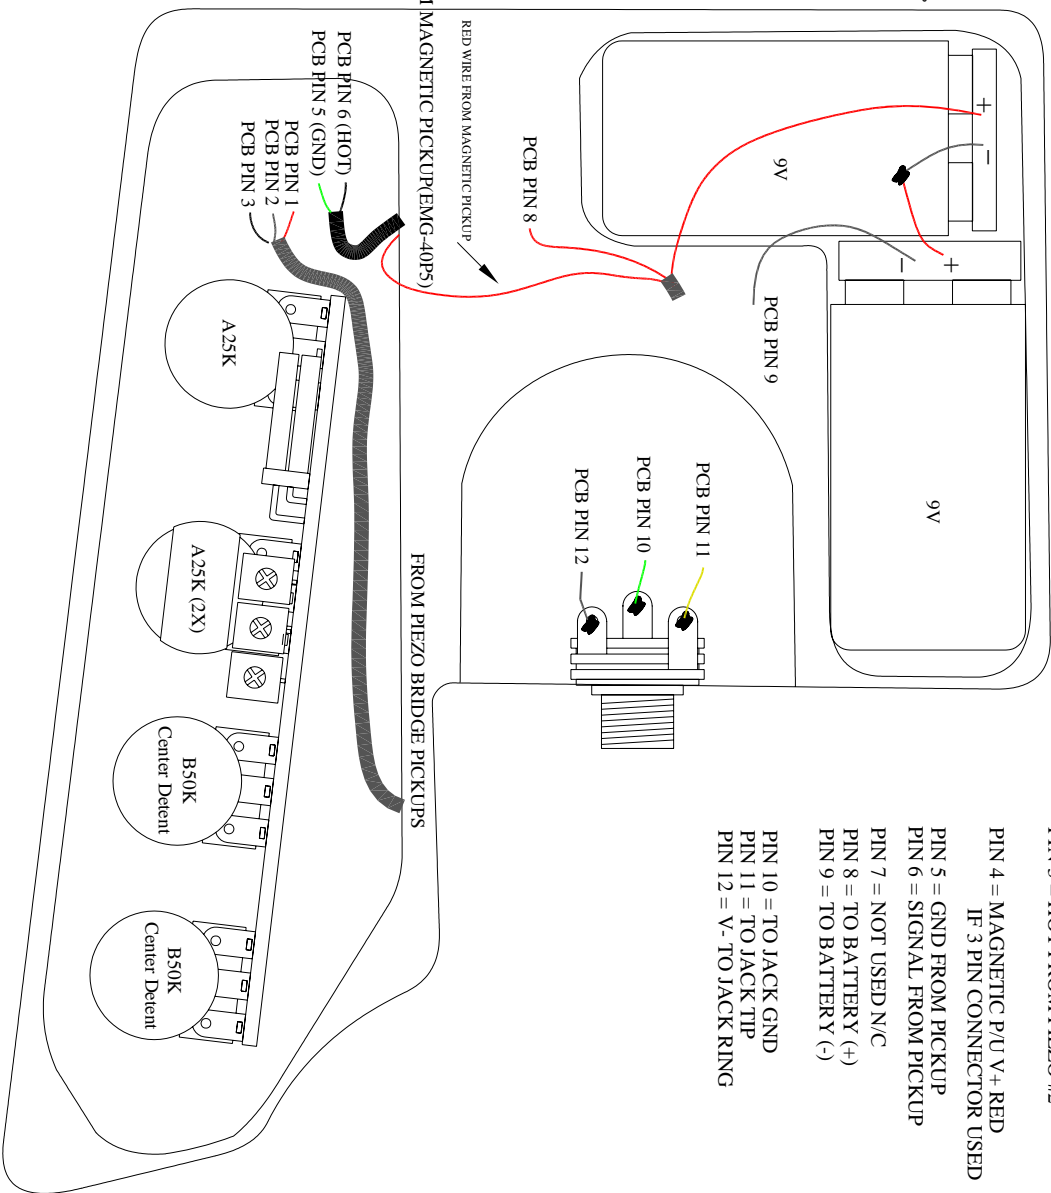 PIN 4 = MAGNETIC P/U V+ RED
IF 3 PIN CONNECTOR USED
PIN 5 = GND FROM PICKUP
PIN 6 = SIGNAL FROM PICKUP
PIN 7 = NOT USED N/C
PIN 8 = TO BATTERY (+)
PIN 9 = TO BATTERY (-)
PIN 10 = TO JACK GND
PIN 11 = TO JACK TIP
PIN 12 = V- TO JACK RING
+
−
9V
−
+
9V
PCB PIN 9
PCB PIN 8
RED WIRE FROM MAGNETIC PICKUP
MAGNETIC PICKUP(EMG-40P5)
PCB PIN 6 (HOT)
PCB PIN 5 (GND)
PCB PIN 1
PCB PIN 2
PCB PIN 3
PCB PIN 11
PCB PIN 10
PCB PIN 12
FROM PIEZO BRIDGE PICKUPS
A25K
A25K (2X)
B50K
Center Detent
B50K
Center Detent